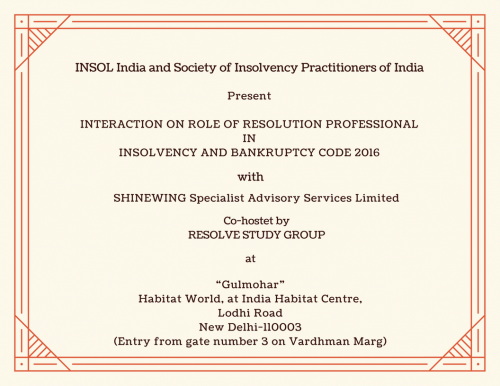 INSOL India and Society of Insolvency Practitioners of India
Present
INTERACTION ON ROLE OF RESOLUTION PROFESSIONAL
IN
INSOLVENCY AND BANKRUPTCY CODE 2016
with
SHINEWING Specialist Advisory Services Limited
Co-hostet by
RESOLVE STUDY GROUP
at
“Gulmohar”
Habitat World, at India Habitat Centre,
Lodhi Road
New Delhi-110003
(Entry from gate number 3 on Vardhman Marg)